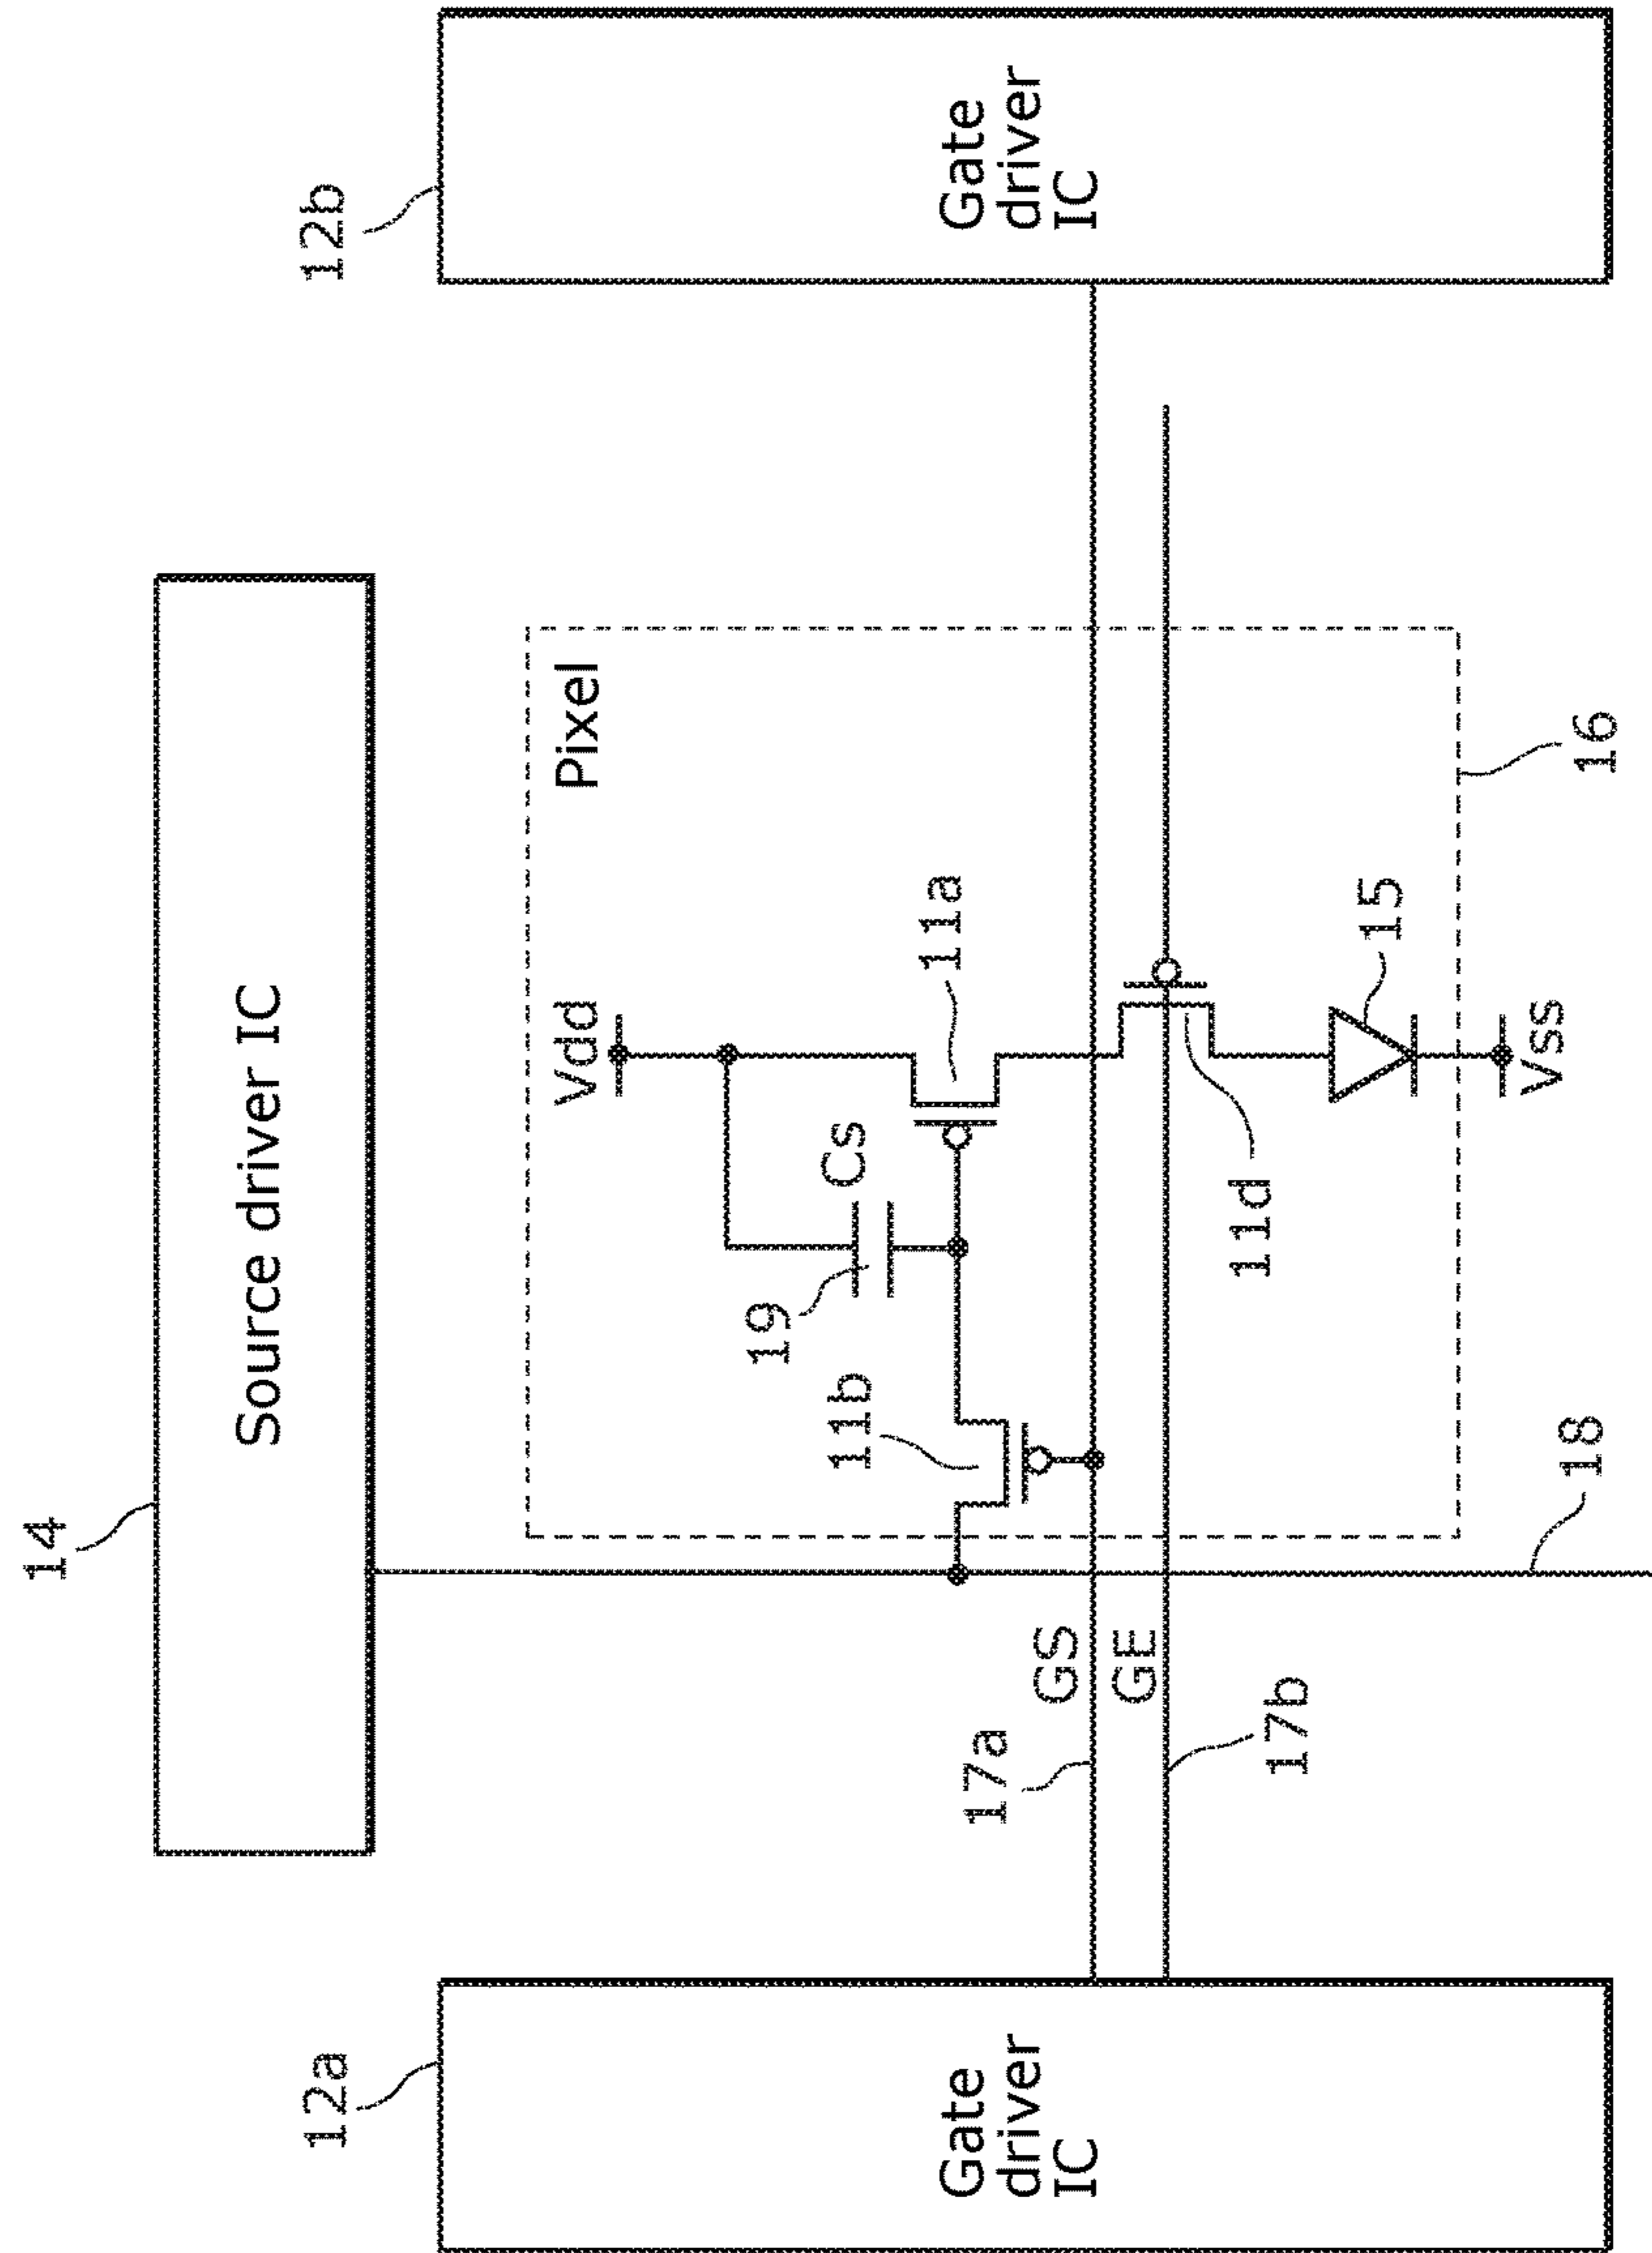 14
Source driver IC
12a
12b
Gate
driver
IC
Gate
driver
IC
Pixel
Vdd
Cs
19
11b
11a
17a
GS
GE
17b
11d
15
Vss
18
16